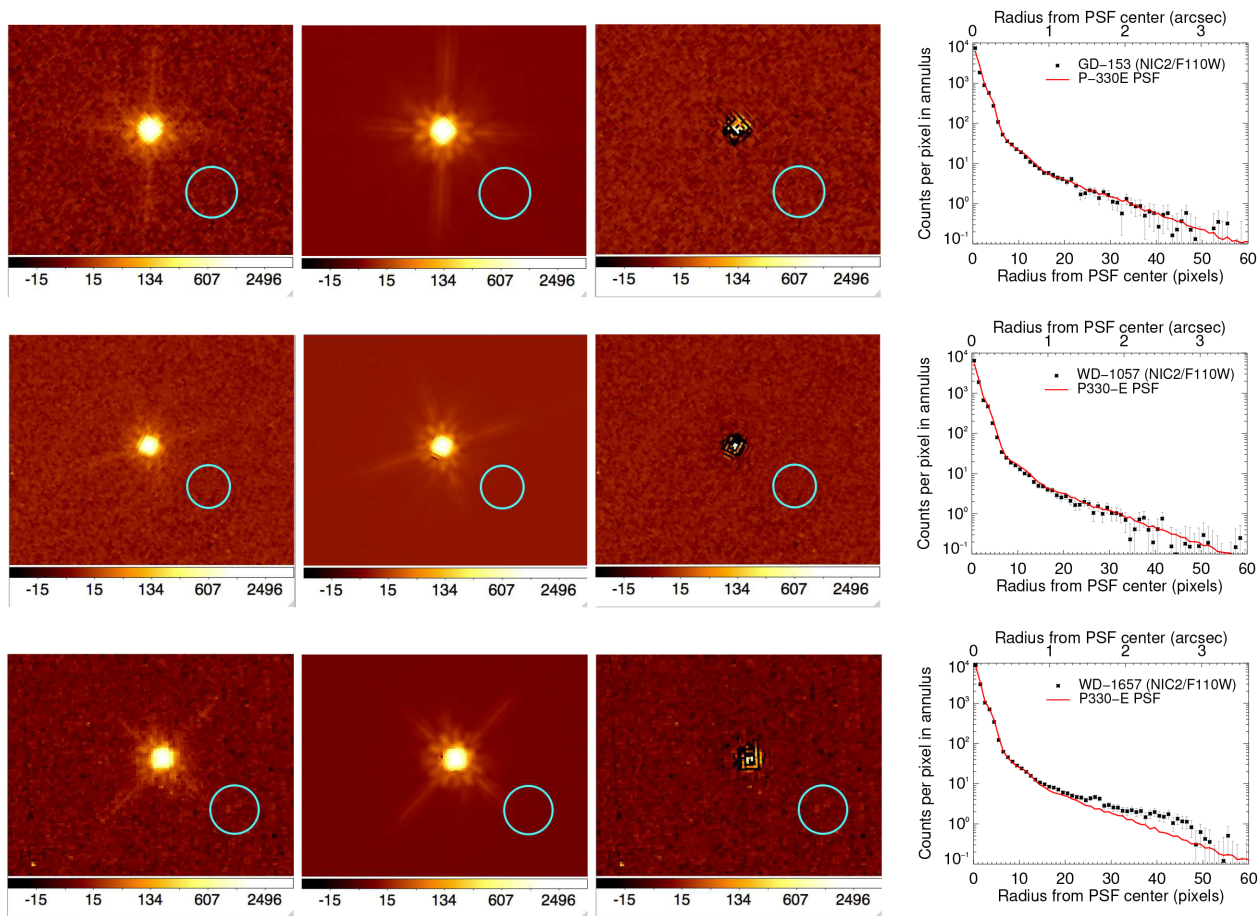 -15 15 134 607 2496
-15 15 134 607 2496
-15 15 134 607 2496
Radius from PSF center (arcsec)
0 1 2 3
10⁴
10³
10²
10¹
10⁰
10⁻¹
Counts per pixel in annulus
GD-153 (NIC2/F110W)
P-330E PSF
0 10 20 30 40 50 60
Radius from PSF center (pixels)
-15 15 134 607 2496
-15 15 134 607 2496
-15 15 134 607 2496
Radius from PSF center (arcsec)
0 1 2 3
10⁴
10³
10²
10¹
10⁰
10⁻¹
Counts per pixel in annulus
WD-1057 (NIC2/F110W)
P330-E PSF
0 10 20 30 40 50 60
Radius from PSF center (pixels)
-15 15 134 607 2496
-15 15 134 607 2496
-15 15 134 607 2496
Radius from PSF center (arcsec)
0 1 2 3
10⁴
10³
10²
10¹
10⁰
10⁻¹
Counts per pixel in annulus
WD-1657 (NIC2/F110W)
P330-E PSF
0 10 20 30 40 50 60
Radius from PSF center (pixels)